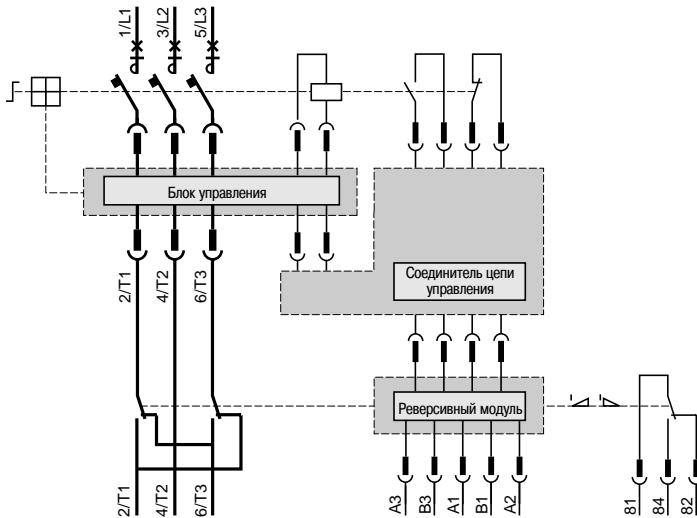 1/L1
3/L2
5/L3
Блок управления
2/T1
4/T2
6/T3
Соединитель цепи
управления
Реверсивный модуль
2/T1
4/T2
6/T3
A3
B3
A1
B1
A2
81
84
82